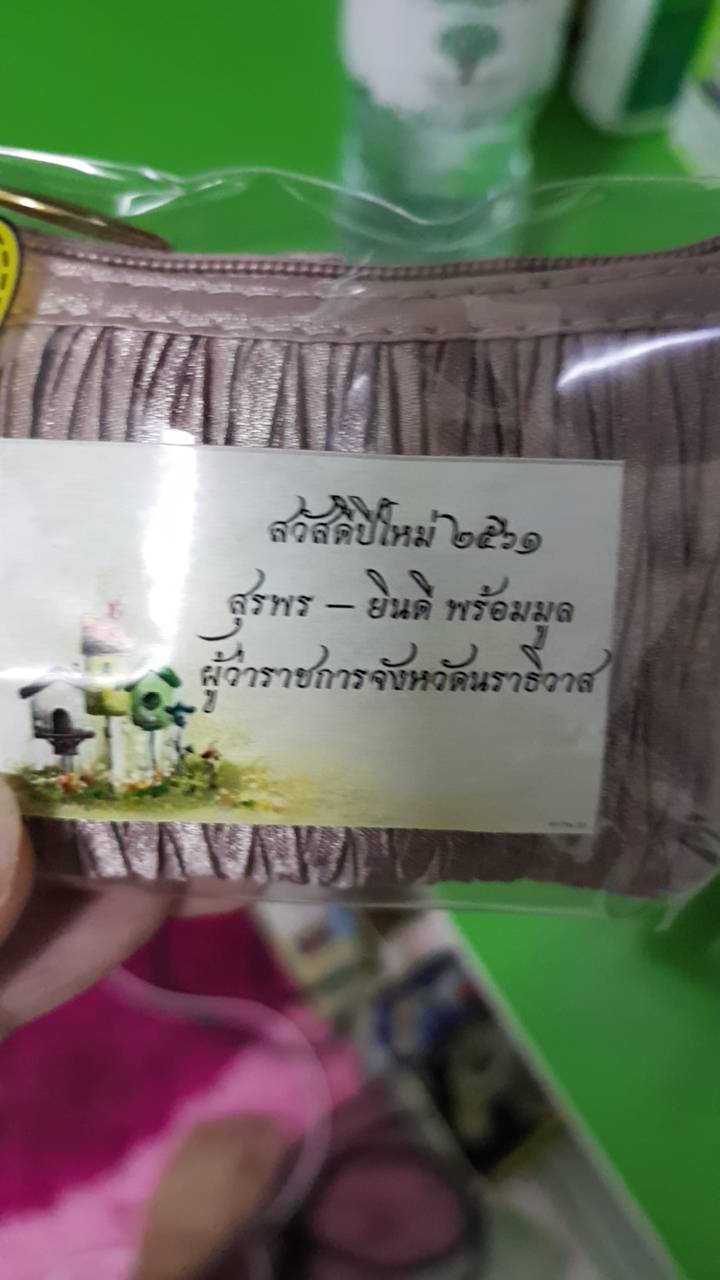 สวัสดีปีใหม่ ๒๕๖๑
สุรพร – ยินดี พร้อมมูล
ผู้ว่าราชการจังหวัดนราธิวาส